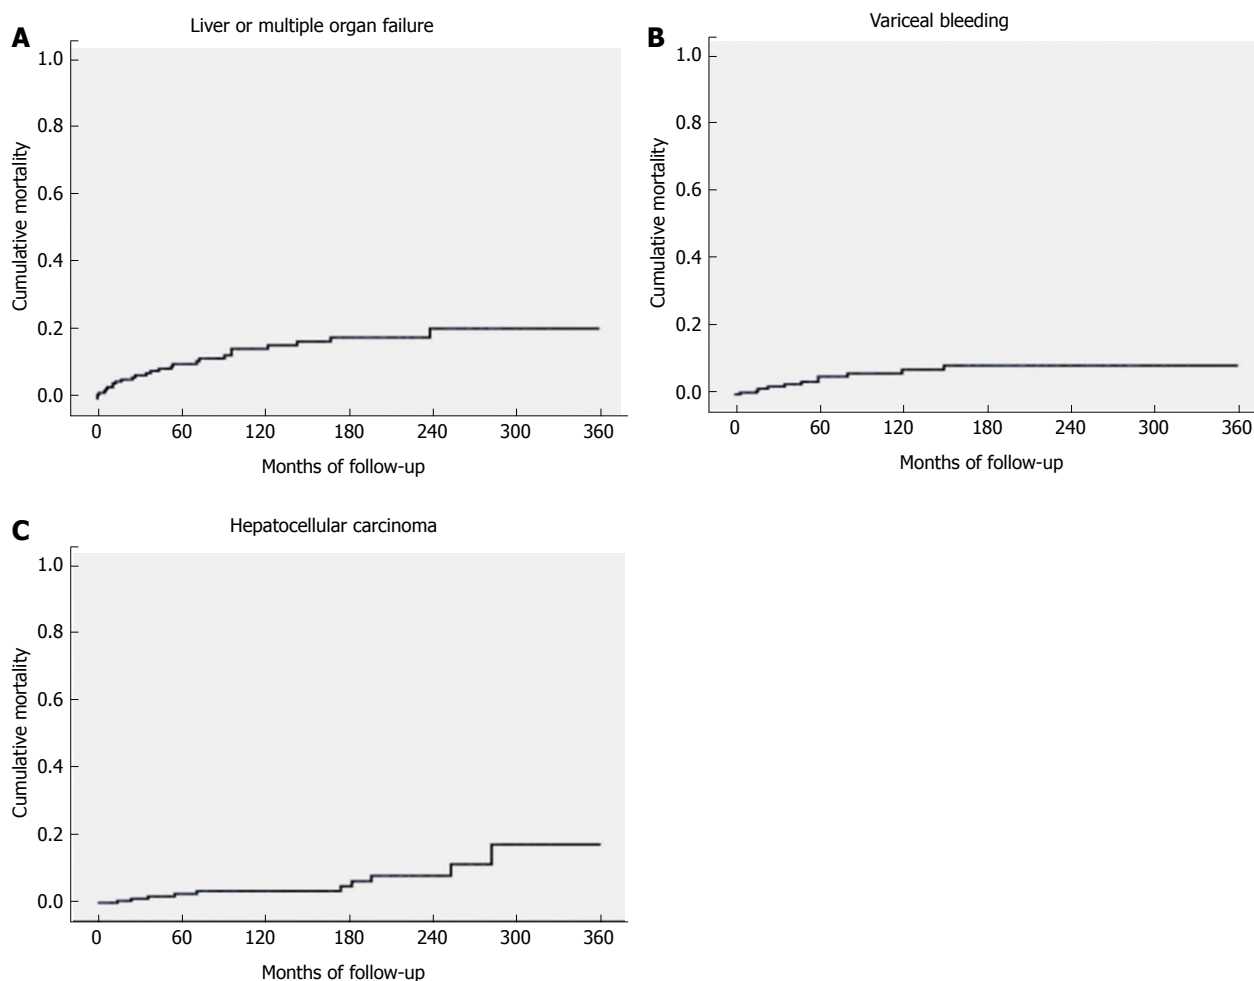 A
Liver or multiple organ failure
Cumulative mortality
1.0
0.8
0.6
0.4
0.2
0.0
0 60 120 180 240 300 360
Months of follow-up
B
Variceal bleeding
Cumulative mortality
1.0
0.8
0.6
0.4
0.2
0.0
0 60 120 180 240 300 360
Months of follow-up
C
Hepatocellular carcinoma
Cumulative mortality
1.0
0.8
0.6
0.4
0.2
0.0
0 60 120 180 240 300 360
Months of follow-up